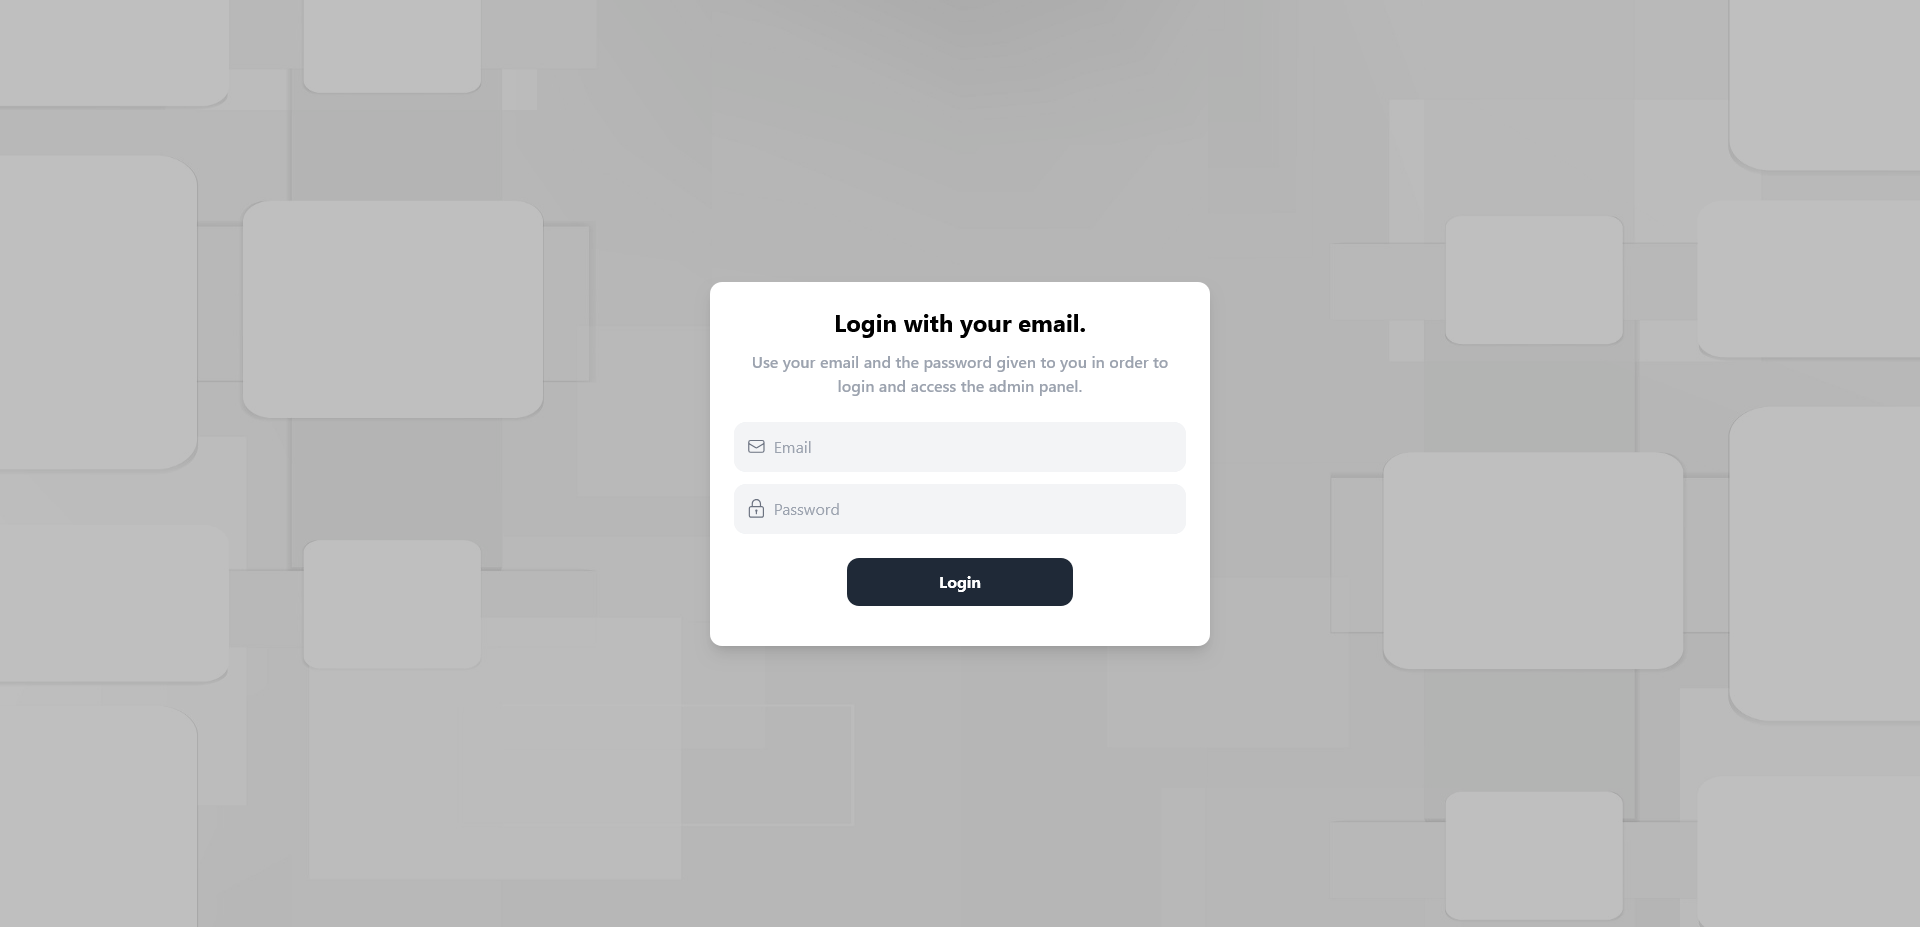 Login with your email.
Use your email and the password given to you in order to
login and access the admin panel.
Email
Password
Login